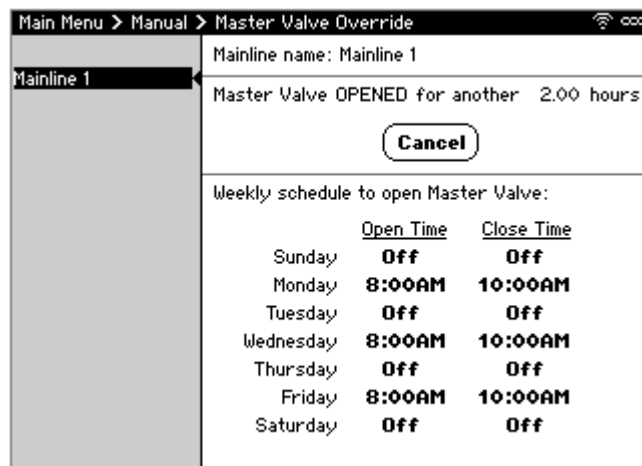 Main Menu > Manual > Master Valve Override
Mainline 1
Mainline name: Mainline 1
Master Valve OPENED for another 2.00 hours
Cancel
Weekly schedule to open Master Valve:
Open Time Close Time
Sunday Off Off
Monday 8:00AM 10:00AM
Tuesday Off Off
Wednesday 8:00AM 10:00AM
Thursday Off Off
Friday 8:00AM 10:00AM
Saturday Off Off